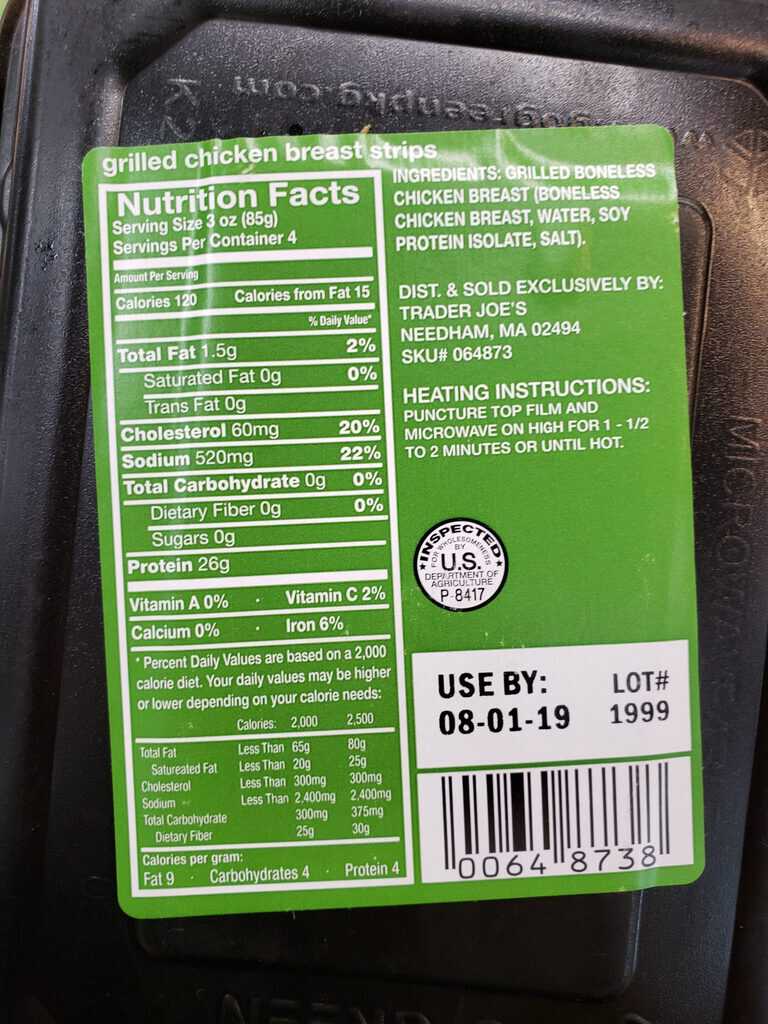 K2
www.gogreenpkg.com
grilled chicken breast strips
Nutrition Facts
Serving Size 3 oz (85g)
Servings Per Container 4
Amount Per Serving
Calories 120 Calories from Fat 15
% Daily Value*
Total Fat 1.5g 2%
Saturated Fat 0g 0%
Trans Fat 0g
Cholesterol 60mg 20%
Sodium 520mg 22%
Total Carbohydrate 0g 0%
Dietary Fiber 0g 0%
Sugars 0g
Protein 26g
Vitamin A 0% · Vitamin C 2%
Calcium 0% · Iron 6%
* Percent Daily Values are based on a 2,000
calorie diet. Your daily values may be higher
or lower depending on your calorie needs:
Calories: 2,000 2,500
Total Fat Less Than 65g 80g
Satureated Fat Less Than 20g 25g
Cholesterol Less Than 300mg 300mg
Sodium Less Than 2,400mg 2,400mg
Total Carbohydrate 300mg 375mg
Dietary Fiber 25g 30g
Calories per gram:
Fat 9 · Carbohydrates 4 · Protein 4
INGREDIENTS: GRILLED BONELESS
CHICKEN BREAST (BONELESS
CHICKEN BREAST, WATER, SOY
PROTEIN ISOLATE, SALT).
DIST. & SOLD EXCLUSIVELY BY:
TRADER JOE'S
NEEDHAM, MA 02494
SKU# 064873
HEATING INSTRUCTIONS:
PUNCTURE TOP FILM AND
MICROWAVE ON HIGH FOR 1 - 1/2
TO 2 MINUTES OR UNTIL HOT.
INSPECTED
FOR WHOLESOMENESS
BY
U.S.
DEPARTMENT OF
AGRICULTURE
P-8417
USE BY: LOT#
08-01-19 1999
0064 8738